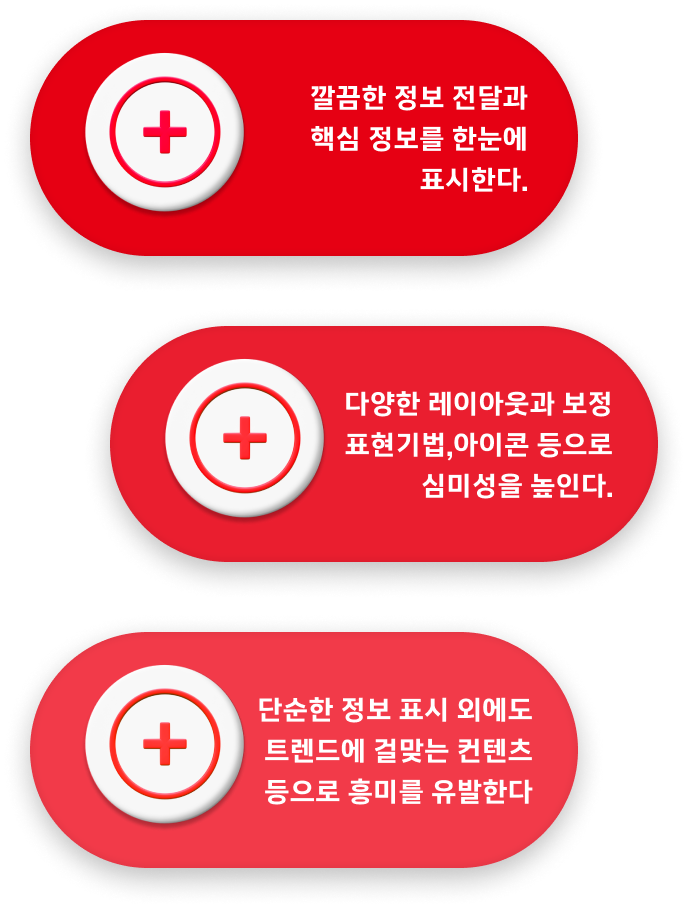 깔끔한 정보 전달과
핵심 정보를 한눈에
표시한다.
다양한 레이아웃과 보정
표현기법,아이콘 등으로
심미성을 높인다.
단순한 정보 표시 외에도
트렌드에 걸맞는 컨텐츠
등으로 흥미를 유발한다